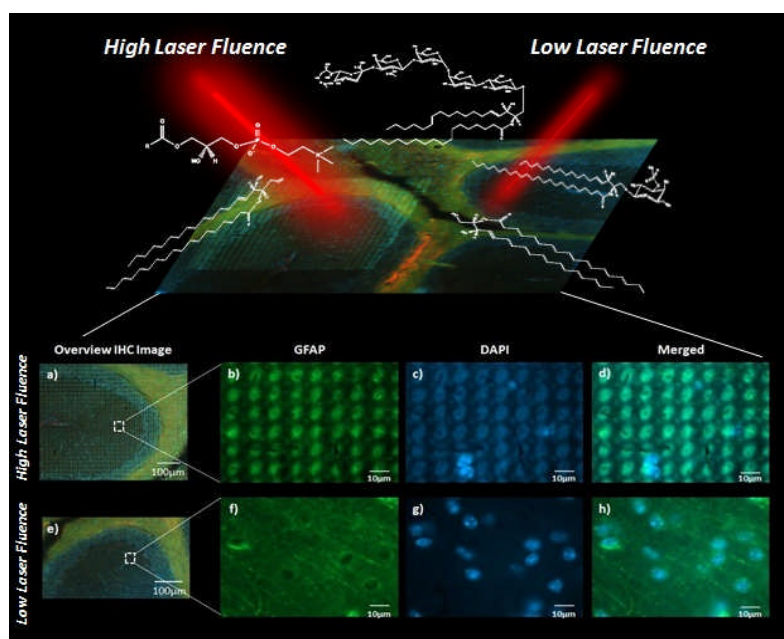 High Laser Fluence
Low Laser Fluence
Overview IHC Image
GFAP
DAPI
Merged
High Laser Fluence
a)
100μm
b)
10μm
c)
10μm
d)
10μm
Low Laser Fluence
e)
100μm
f)
10μm
g)
10μm
h)
10μm